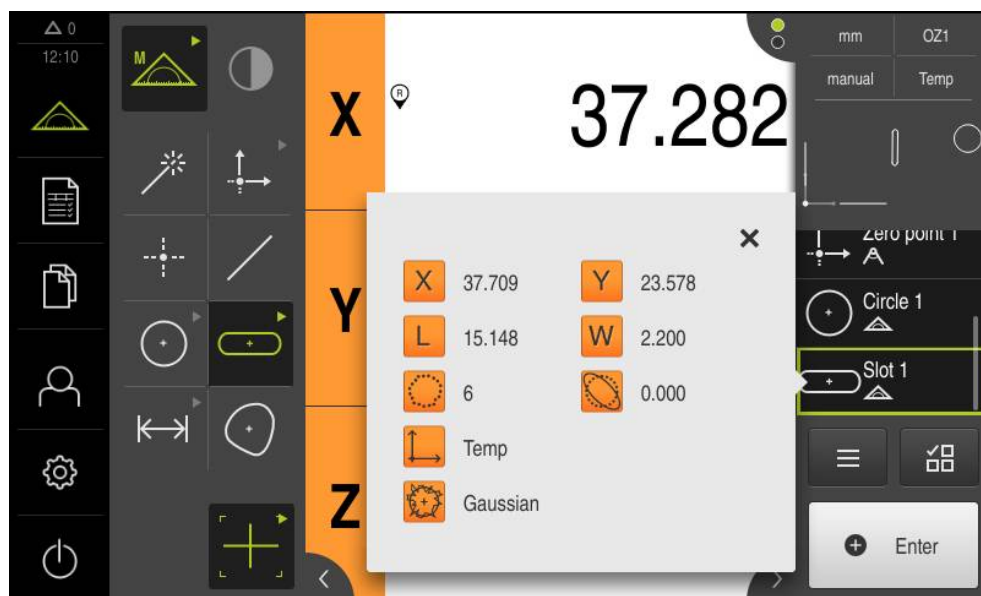 0
12:10
M
X
R
37.282
mm
OZ1
manual
Temp
Y
Z
X 37.709
Y 23.578
L 15.148
W 2.200
6
0.000
Temp
Gaussian
Zero point 1
Circle 1
Slot 1
Enter